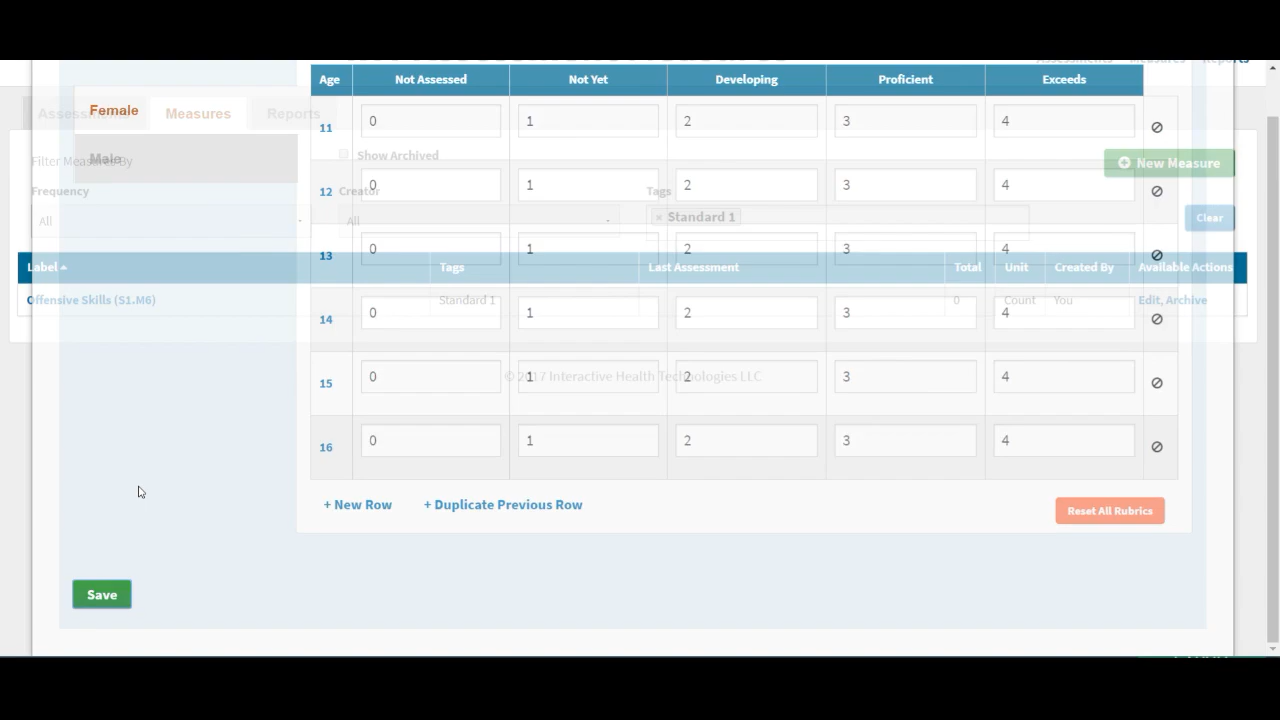 Assessments Measures Reports
Age Not Assessed Not Yet Developing Proficient Exceeds
Female
Male
11 0 1 2 3 4
12 0 1 2 3 4
13 0 1 2 3 4
14 0 1 2 3 4
15 0 1 2 3 4
16 0 1 2 3 4
+ New Row + Duplicate Previous Row
Reset All Rubrics
Save
Assessments Measures Reports
Filter Measures By
Show Archived
New Measure
Frequency Creator Tags
All All × Standard 1 Clear
Label Tags Last Assessment Total Unit Created By Available Actions
Offensive Skills (S1.M6) Standard 1 0 Count You Edit, Archive
© 2017 Interactive Health Technologies LLC